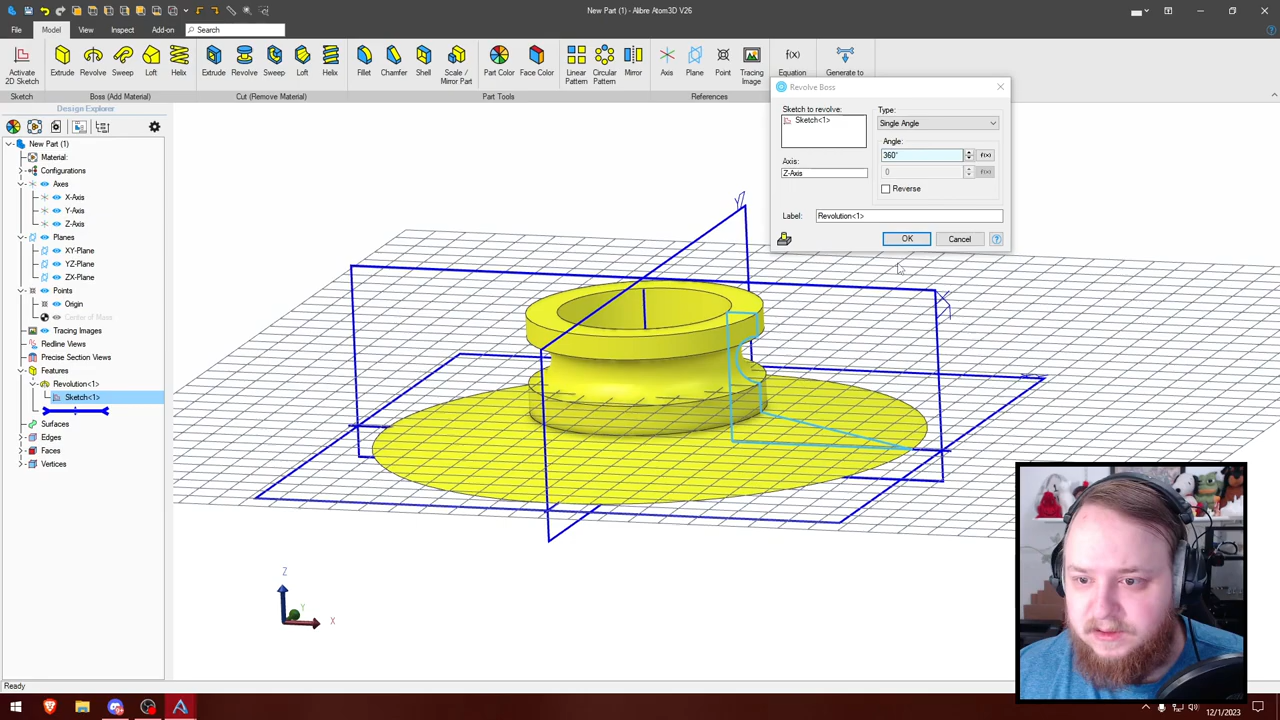 New Part (1) - Alibre Atom3D V26
File Model View Inspect Add-on Search
Activate 2D Sketch
Extrude Revolve Sweep Loft Helix
Extrude Revolve Sweep Loft Helix
Fillet Chamfer Shell Scale / Mirror Part
Part Color Face Color
Linear Pattern Circular Pattern Mirror
Axis Plane Point Tracing Image
f(x) Equation
Generate to
Sketch Boss (Add Material) Cut (Remove Material) Part Tools References
Design Explorer
New Part (1)
Material:
Configurations
Axes
X-Axis
Y-Axis
Z-Axis
Planes
XY-Plane
YZ-Plane
ZX-Plane
Points
Origin
Center of Mass
Tracing Images
Redline Views
Precise Section Views
Features
Revolution<1>
Sketch<1>
Surfaces
Edges
Faces
Vertices
Revolve Boss
Sketch to revolve:
Sketch<1>
Axis:
Z-Axis
Type:
Single Angle
Angle:
360° f(x)
0 f(x)
Reverse
Label: Revolution<1>
OK Cancel ?
Y
X
Z
Y
X
Ready
12/1/2023